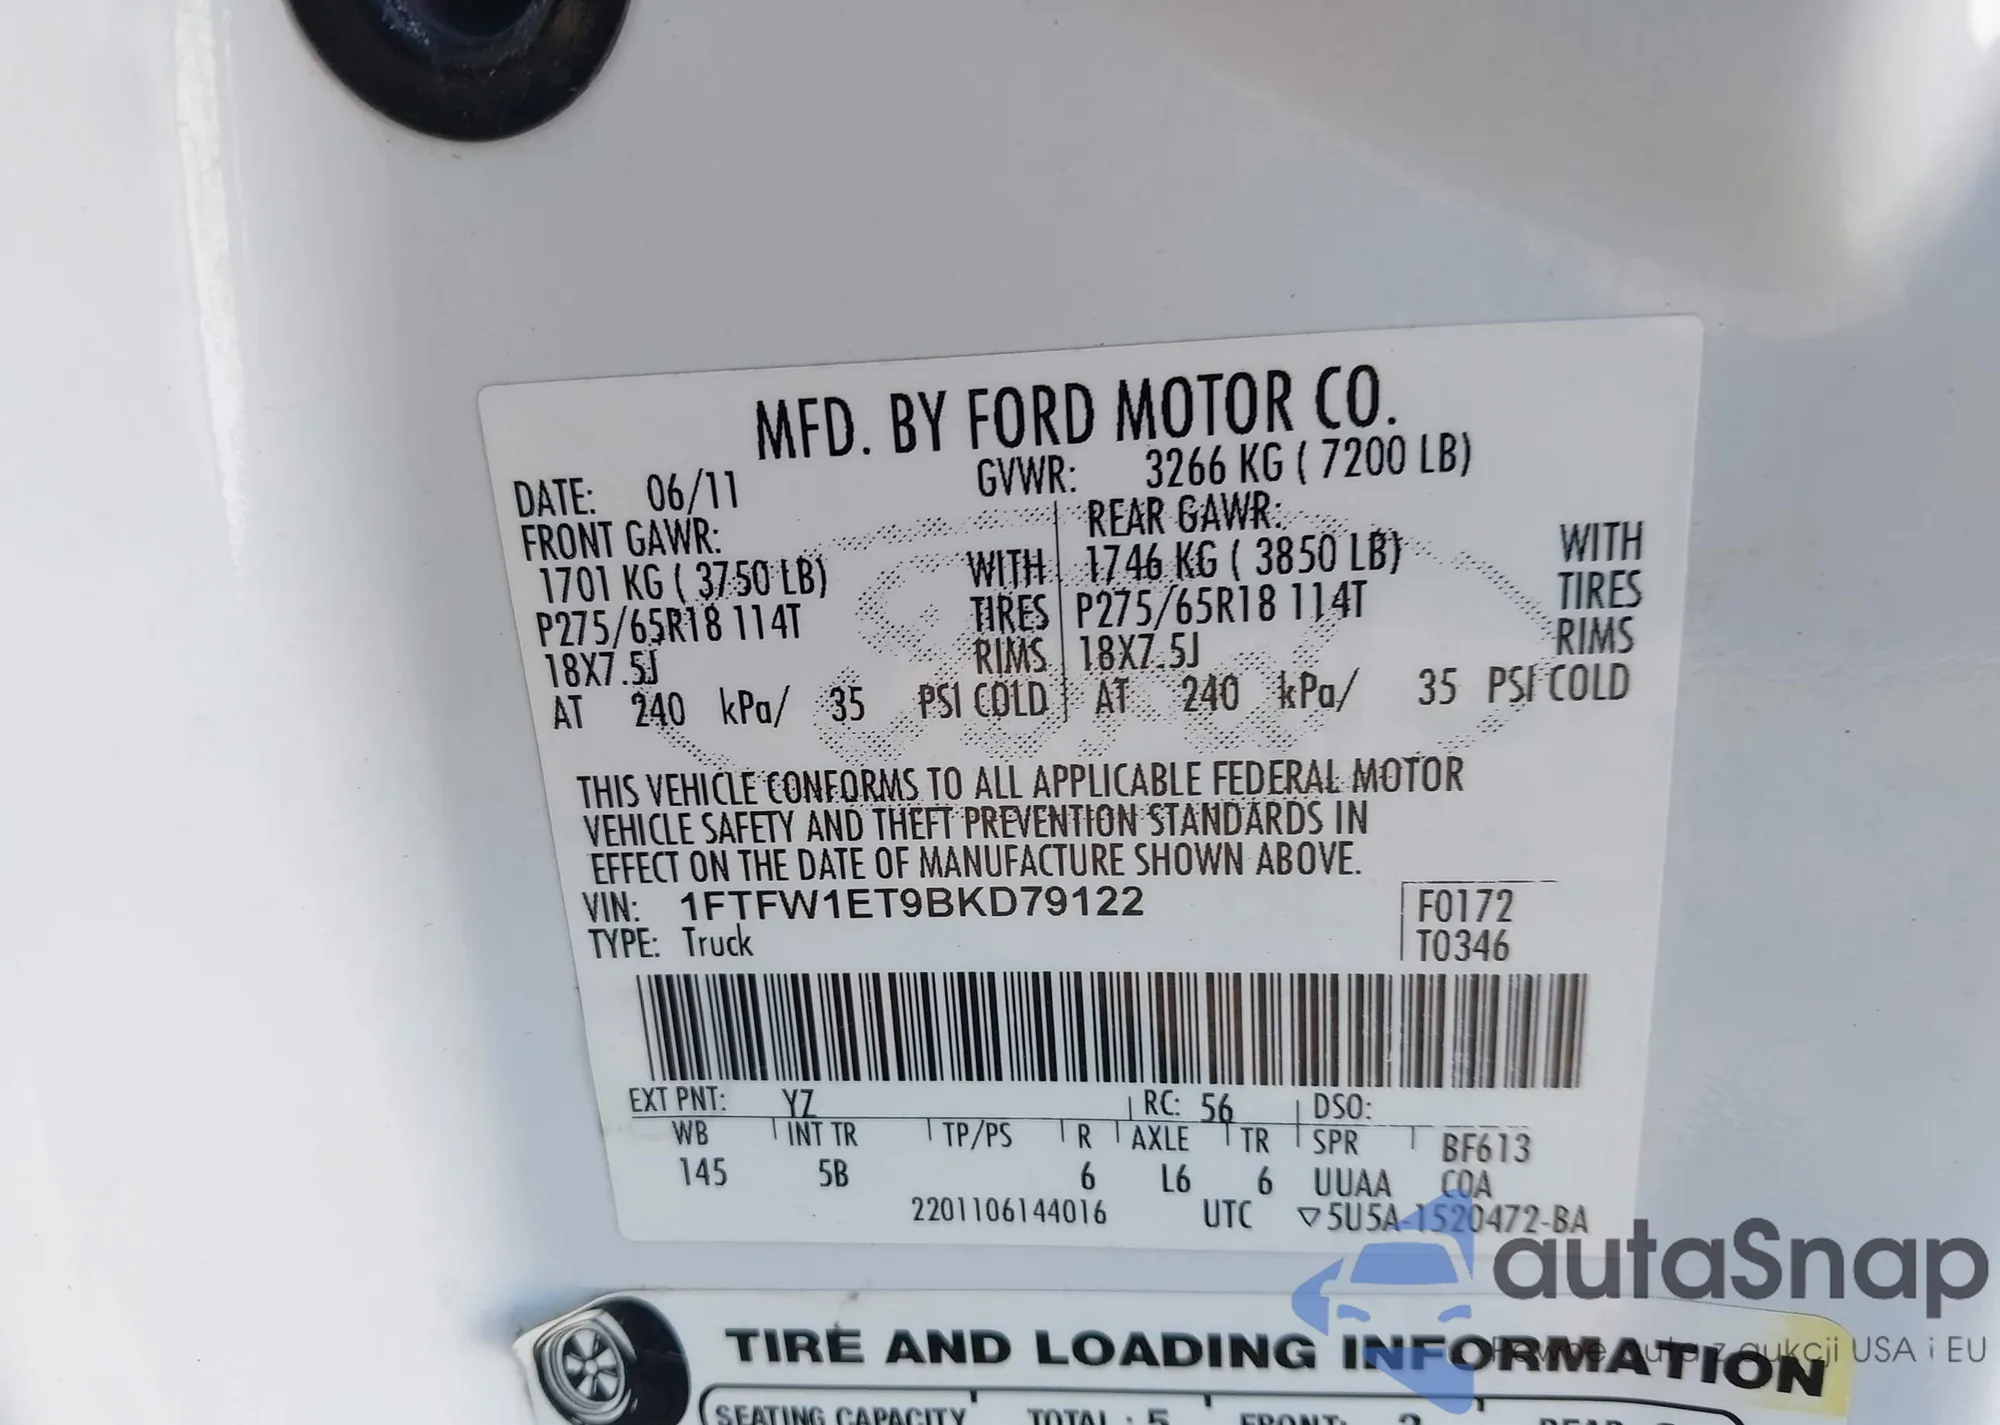 MFD. BY FORD MOTOR CO.
DATE: 06/11 GVWR: 3266 KG ( 7200 LB)
FRONT GAWR: REAR GAWR:
1701 KG ( 3750 LB) WITH 1746 KG ( 3850 LB) WITH
P275/65R18 114T TIRES P275/65R18 114T TIRES
18X7.5J RIMS 18X7.5J RIMS
AT 240 kPa/ 35 PSI COLD AT 240 kPa/ 35 PSI COLD
THIS VEHICLE CONFORMS TO ALL APPLICABLE FEDERAL MOTOR
VEHICLE SAFETY AND THEFT PREVENTION STANDARDS IN
EFFECT ON THE DATE OF MANUFACTURE SHOWN ABOVE.
VIN: 1FTFW1ET9BKD79122 F0172
TYPE: Truck T0346
EXT PNT: YZ RC: 56 DSO:
WB INT TR TP/PS R AXLE TR SPR BF613
145 5B 6 L6 6 UUAA COA
2201106144016 UTC ▽5U5A-1520472-BA
autaSnap
Pewne auta z aukcji USA i EU
TIRE AND LOADING INFORMATION
SEATING CAPACITY TOTAL : 5 FRONT: